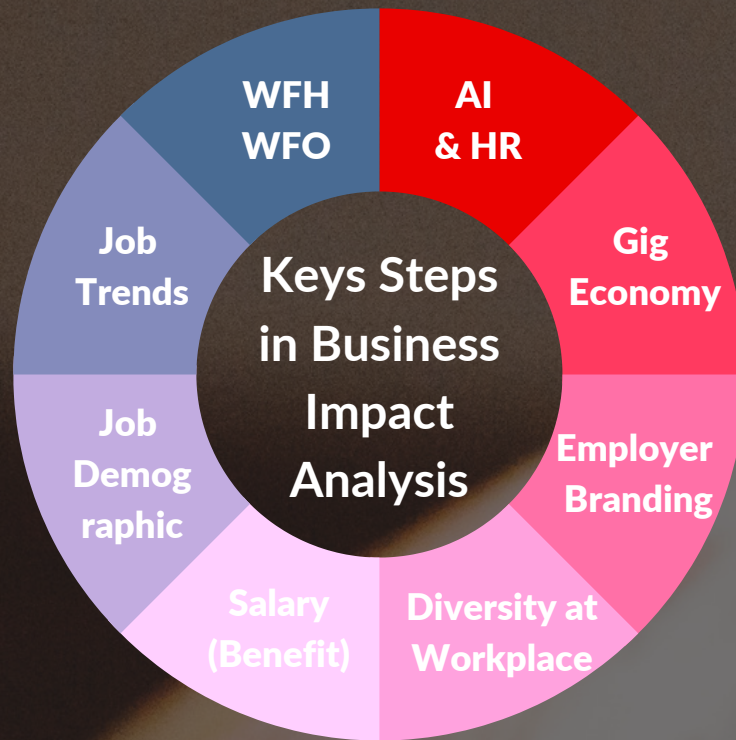 WFH
WFO
AI
& HR
Gig
Economy
Employer
Branding
Diversity at
Workplace
Salary
(Benefit)
Job
Demog
raphic
Job
Trends
Keys Steps
in Business
Impact
Analysis